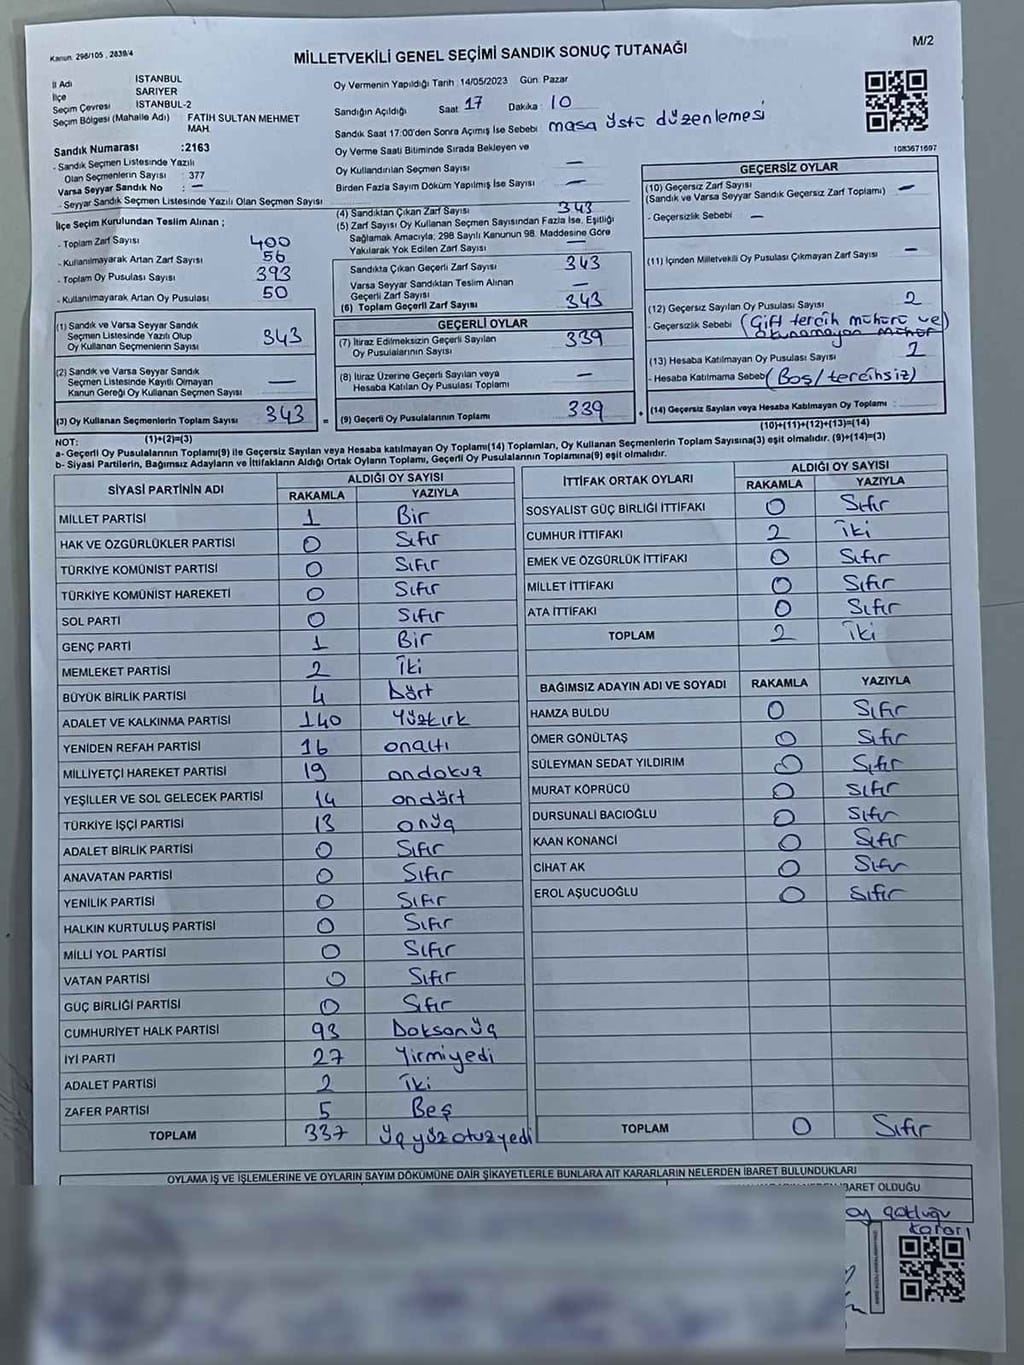 Kanun: 298/105, 2839/4
MİLLETVEKİLİ GENEL SEÇİMİ SANDIK SONUÇ TUTANAĞI
M/2
İl Adı İSTANBUL
İlçe SARIYER
Seçim Çevresi İSTANBUL-2
Seçim Bölgesi (Mahalle Adı) FATİH SULTAN MEHMET MAH.
Sandık Numarası :2163
- Sandık Seçmen Listesinde Yazılı
Olan Seçmenlerin Sayısı : 377
Varsa Seyyar Sandık No : —
- Seyyar Sandık Seçmen Listesinde Yazılı Olan Seçmen Sayısı
Oy Vermenin Yapıldığı Tarih :14/05/2023 Gün: Pazar
Sandığın Açıldığı Saat 17 Dakika : 10
Sandık Saat 17:00'den Sonra Açımış İse Sebebi masa üstü düzenlemesi
Oy Verme Saati Bitiminde Sırada Bekleyen ve
Oy Kullandırılan Seçmen Sayısı —
Birden Fazla Sayım Döküm Yapılmış İse Sayısı —
1083671697
İlçe Seçim Kurulundan Teslim Alınan ;
- Toplam Zarf Sayısı 400
- Kullanılmayarak Artan Zarf Sayısı 56
- Toplam Oy Pusulası Sayısı 393
- Kullanılmayarak Artan Oy Pusulası 50
(1) Sandık ve Varsa Seyyar Sandık
Seçmen Listesinde Yazılı Olup
Oy Kullanan Seçmenlerin Sayısı 343
(2) Sandık ve Varsa Seyyar Sandık
Seçmen Listesinde Kayıtlı Olmayan
Kanun Gereği Oy Kullanan Seçmen Sayısı —
(3) Oy Kullanan Seçmenlerin Toplam Sayısı 343
(1)+(2)=(3)
(4) Sandıktan Çıkan Zarf Sayısı 343
(5) Zarf Sayısı Oy Kullanan Seçmen Sayısından Fazla İse, Eşitliği
Sağlamak Amacıyla; 298 Sayılı Kanunun 98. Maddesine Göre
Yakılarak Yok Edilen Zarf Sayısı —
Sandıkta Çıkan Geçerli Zarf Sayısı 343
Varsa Seyyar Sandıktan Teslim Alınan
Geçerli Zarf Sayısı —
(6) Toplam Geçerli Zarf Sayısı 343
GEÇERLİ OYLAR
(7) İtiraz Edilmeksizin Geçerli Sayılan
Oy Pusulalarının Sayısı 339
(8) İtiraz Üzerine Geçerli Sayılan veya
Hesaba Katılan Oy Pusulası Toplamı —
= (9) Geçerli Oy Pusulalarının Toplamı 339
GEÇERSİZ OYLAR
(10) Geçersiz Zarf Sayısı —
(Sandık ve Varsa Seyyar Sandık Geçersiz Zarf Toplamı)
- Geçersizlik Sebebi —
(11) İçinden Milletvekili Oy Pusulası Çıkmayan Zarf Sayısı —
(12) Geçersiz Sayılan Oy Pusulası Sayısı 2
- Geçersizlik Sebebi (Çift tercih mühürü ve
okunamayan mühür
(13) Hesaba Katılmayan Oy Pusulası Sayısı 2
- Hesaba Katılmama Sebebi (Boş/tercihsiz)
(14) Geçersiz Sayılan veya Hesaba Katılmayan Oy Toplamı
(10)+(11)+(12)+(13)=(14)
NOT:
a- Geçerli Oy Pusulalarının Toplamı(9) ile Geçersiz Sayılan veya Hesaba katılmayan Oy Toplamı(14) Toplamları, Oy Kullanan Seçmenlerin Toplam Sayısına(3) eşit olmalıdır. (9)+(14)=(3)
b- Siyasi Partilerin, Bağımsız Adayların ve İttifakların Aldığı Ortak Oyların Toplamı, Geçerli Oy Pusulalarının Toplamına(9) eşit olmalıdır.
SİYASİ PARTİNİN ADI ALDIĞI OY SAYISI
RAKAMLA YAZIYLA
MİLLET PARTİSİ 1 Bir
HAK VE ÖZGÜRLÜKLER PARTİSİ 0 Sıfır
TÜRKİYE KOMÜNİST PARTİSİ 0 Sıfır
TÜRKİYE KOMÜNİST HAREKETİ 0 Sıfır
SOL PARTİ 0 Sıfır
GENÇ PARTİ 1 Bir
MEMLEKET PARTİSİ 2 İki
BÜYÜK BİRLİK PARTİSİ 4 Dört
ADALET VE KALKINMA PARTİSİ 140 Yüzkırk
YENİDEN REFAH PARTİSİ 16 onaltı
MİLLİYETÇİ HAREKET PARTİSİ 19 ondokuz
YEŞİLLER VE SOL GELECEK PARTİSİ 14 ondört
TÜRKİYE İŞÇİ PARTİSİ 13 onüç
ADALET BİRLİK PARTİSİ 0 Sıfır
ANAVATAN PARTİSİ 0 Sıfır
YENİLİK PARTİSİ 0 Sıfır
HALKIN KURTULUŞ PARTİSİ 0 Sıfır
MİLLİ YOL PARTİSİ 0 Sıfır
VATAN PARTİSİ 0 Sıfır
GÜÇ BİRLİĞİ PARTİSİ 0 Sıfır
CUMHURİYET HALK PARTİSİ 93 Doksanüç
İYİ PARTİ 27 Yirmiyedi
ADALET PARTİSİ 2 İki
ZAFER PARTİSİ 5 Beş
TOPLAM 337 üçyüzotuzyedi
İTTİFAK ORTAK OYLARI ALDIĞI OY SAYISI
RAKAMLA YAZIYLA
SOSYALİST GÜÇ BİRLİĞİ İTTİFAKI 0 Sıfır
CUMHUR İTTİFAKI 2 İki
EMEK VE ÖZGÜRLÜK İTTİFAKI 0 Sıfır
MİLLET İTTİFAKI 0 Sıfır
ATA İTTİFAKI 0 Sıfır
TOPLAM 2 İki
BAĞIMSIZ ADAYIN ADI VE SOYADI RAKAMLA YAZIYLA
HAMZA BULDU 0 Sıfır
ÖMER GÖNÜLTAŞ 0 Sıfır
SÜLEYMAN SEDAT YILDIRIM 0 Sıfır
MURAT KÖPRÜCÜ 0 Sıfır
DURSUNALİ BACIOĞLU 0 Sıfır
KAAN KONANCİ 0 Sıfır
CİHAT AK 0 Sıfır
EROL AŞUCUOĞLU 0 Sıfır
TOPLAM 0 Sıfır
OYLAMA İŞ VE İŞLEMLERİNE VE OYLARIN SAYIM DÖKÜMÜNE DAİR ŞİKAYETLERLE BUNLARA AİT KARARLARIN NELERDEN İBARET BULUNDUKLARI
İBARET OLDUĞU
oy çokluğu
kararı